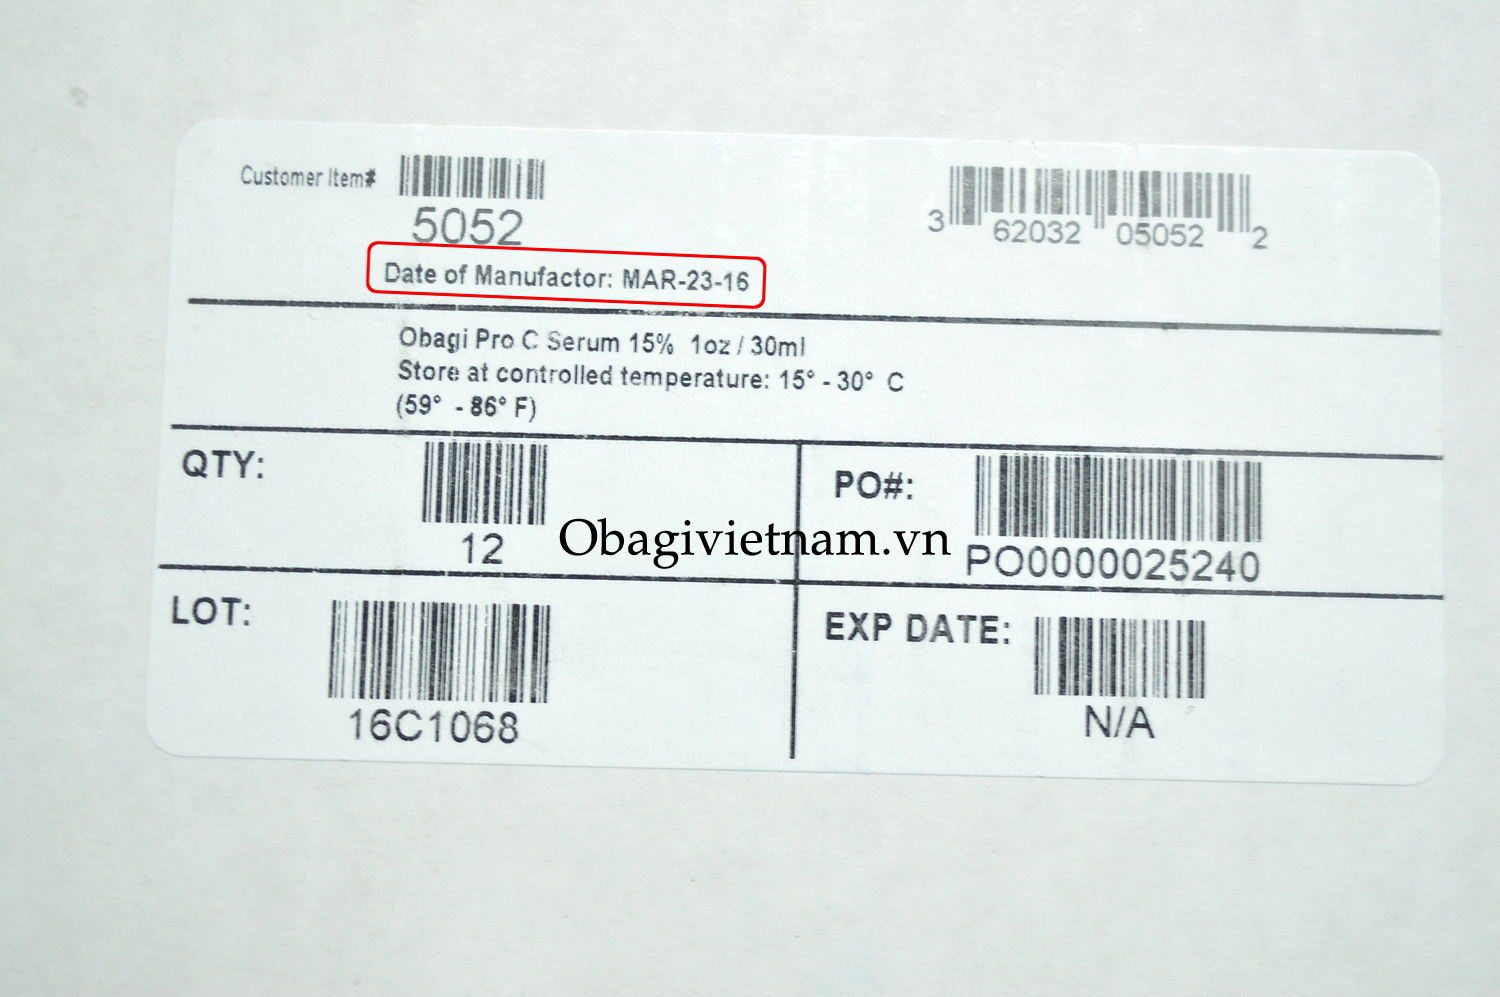 Customer Item#
5052
3 62032 05052 2
Date of Manufactor: MAR-23-16
Obagi Pro C Serum 15% 1oz / 30ml
Store at controlled temperature: 15° - 30° C
(59° - 86° F)
QTY:
12
PO#:
PO0000025240
Obagivietnam.vn
LOT:
16C1068
EXP DATE:
N/A